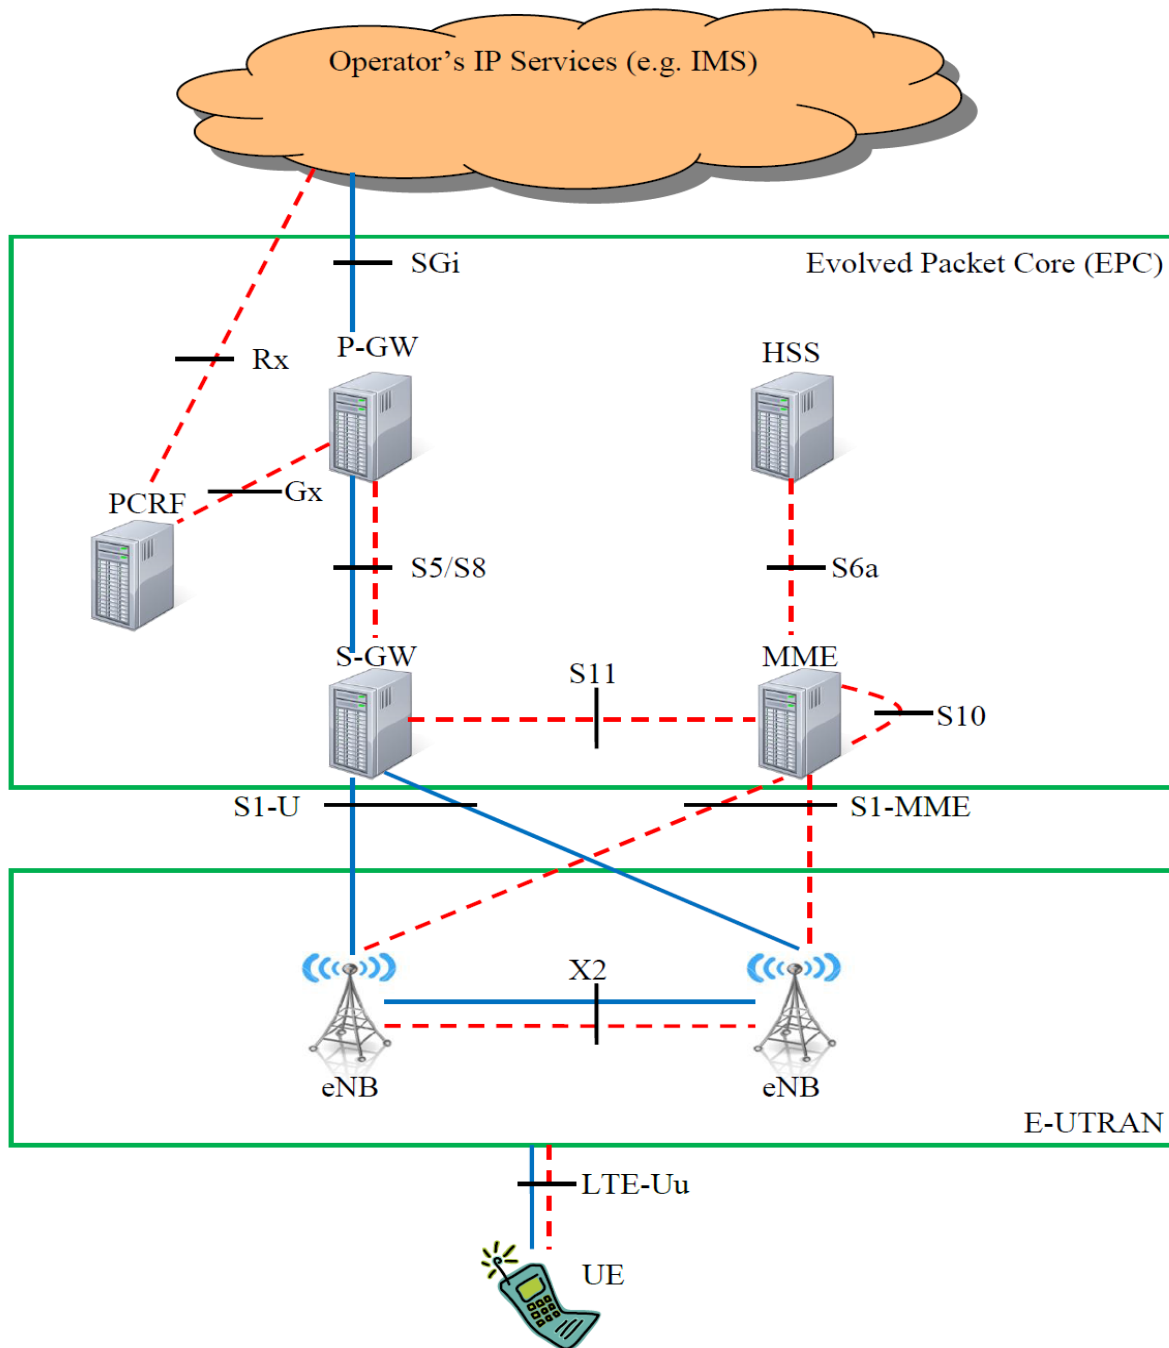 Operator’s IP Services (e.g. IMS)
SGi
Evolved Packet Core (EPC)
Rx
P-GW
HSS
PCRF
Gx
S5/S8
S6a
S-GW
S11
MME
S10
S1-U
S1-MME
X2
eNB
eNB
E-UTRAN
LTE-Uu
UE